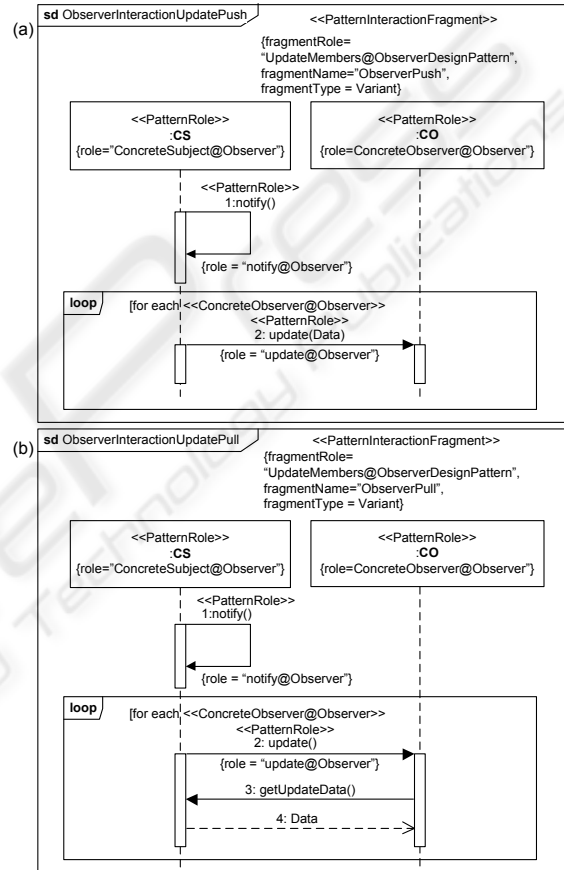 (a)
sd ObserverInteractionUpdatePush
<<PatternInteractionFragment>>
{fragmentRole=
“UpdateMembers@ObserverDesignPattern”,
fragmentName=”ObserverPush”,
fragmentType = Variant}
<<PatternRole>>
:CS
{role=”ConcreteSubject@Observer”}
<<PatternRole>>
:CO
{role=ConcreteObserver@Observer”}
<<PatternRole>>
1:notify()
{role = “notify@Observer”}
loop
[for each <<ConcreteObserver@Observer>>
<<PatternRole>>
2: update(Data)
{role = “update@Observer”}
(b)
sd ObserverInteractionUpdatePull
<<PatternInteractionFragment>>
{fragmentRole=
“UpdateMembers@ObserverDesignPattern”,
fragmentName=”ObserverPull”,
fragmentType = Variant}
<<PatternRole>>
:CS
{role=”ConcreteSubject@Observer”}
<<PatternRole>>
:CO
{role=ConcreteObserver@Observer”}
<<PatternRole>>
1:notify()
{role = “notify@Observer”}
loop
[for each <<ConcreteObserver@Observer>>
<<PatternRole>>
2: update()
{role = “update@Observer”}
3: getUpdateData()
4: Data
Press
Technology Publications